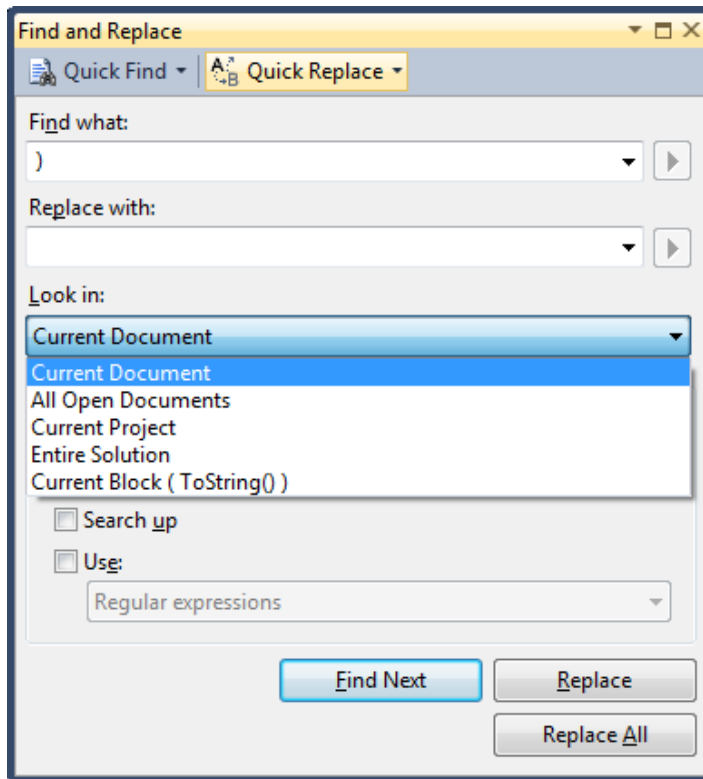 Find and Replace
Quick Find Quick Replace
Find what:
)
Replace with:
Look in:
Current Document
Current Document
All Open Documents
Current Project
Entire Solution
Current Block ( ToString() )
Search up
Use:
Regular expressions
Find Next Replace
Replace All